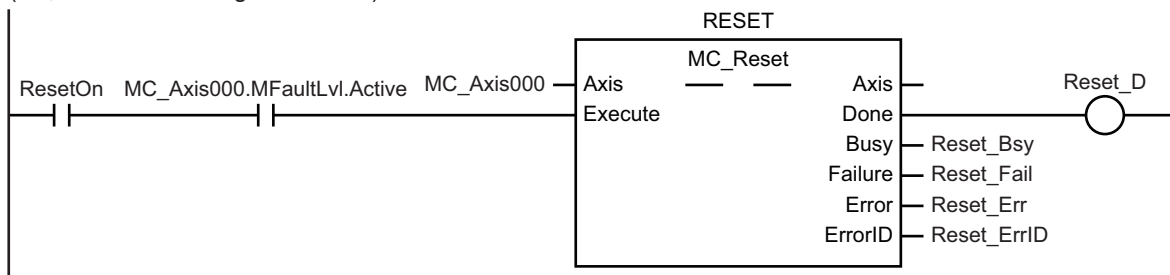 RESET
MC_Reset
ResetOn MC_Axis000.MFaultLvl.Active MC_Axis000 Axis Axis Reset_D
Execute Done
Busy Reset_Bsy
Failure Reset_Fail
Error Reset_Err
ErrorID Reset_ErrID